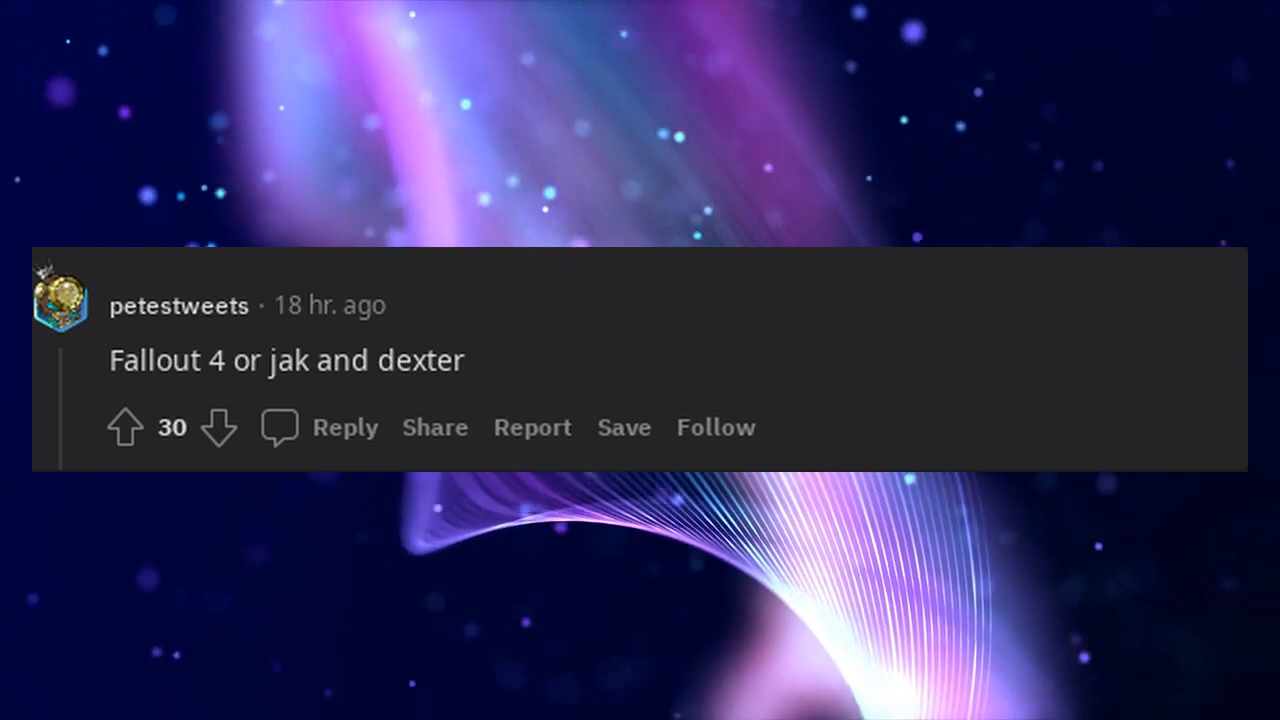 petestweets · 18 hr. ago
Fallout 4 or jak and dexter
30 Reply Share Report Save Follow